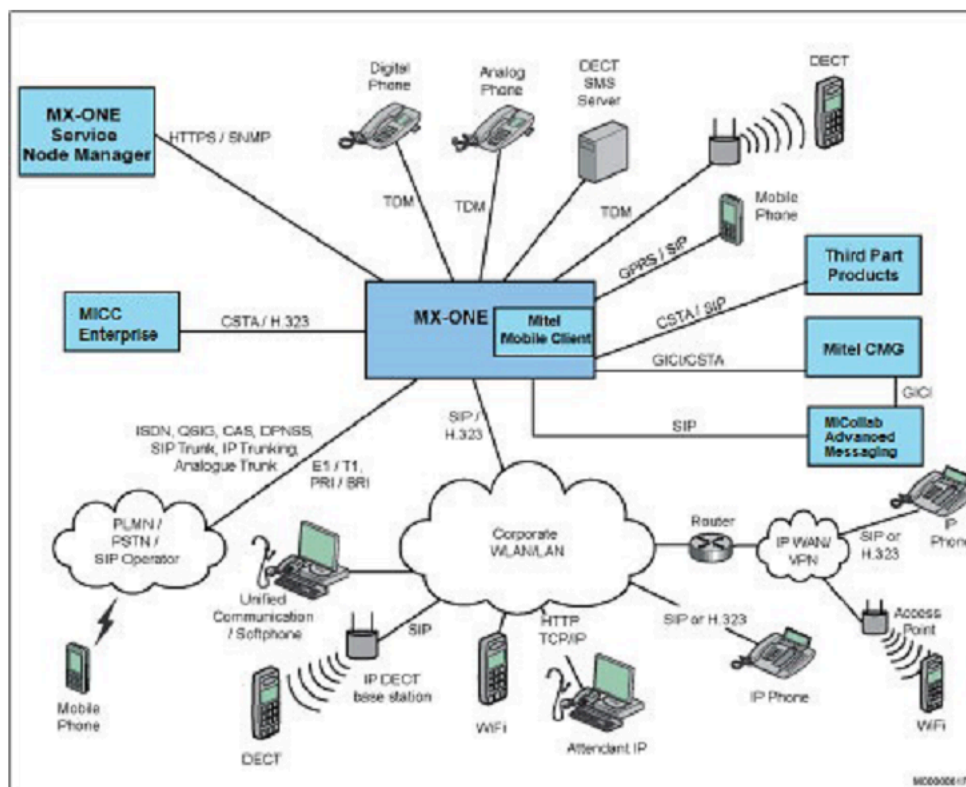 Digital
Phone
Analog
Phone
DECT
SMS
Server
DECT
MX-ONE
Service
Node Manager
HTTPS / SNMP
TDM
TDM
TDM
Mobile
Phone
GPRS / SIP
Third Part
Products
MICC
Enterprise
CSTA / H.323
MX-ONE
Mitel
Mobile Client
CSTA / SIP
GICI/CSTA
Mitel CMG
GICI
SIP
MiCollab
Advanced
Messaging
ISDN, QSIG, CAS, DPNSS,
SIP Trunk, IP Trunking,
Analogue Trunk
E1 / T1,
PRI / BRI
SIP /
H.323
PLMN /
PSTN /
SIP Operator
Corporate
WLAN/LAN
Router
IP WAN/
VPN
SIP or
H.323
IP
Phone
Unified
Communication
/ Softphone
SIP
IP DECT
base station
HTTP
TCP/IP
SIP or H.323
Access
Point
Mobile
Phone
DECT
WiFi
Attendant IP
IP Phone
WiFi